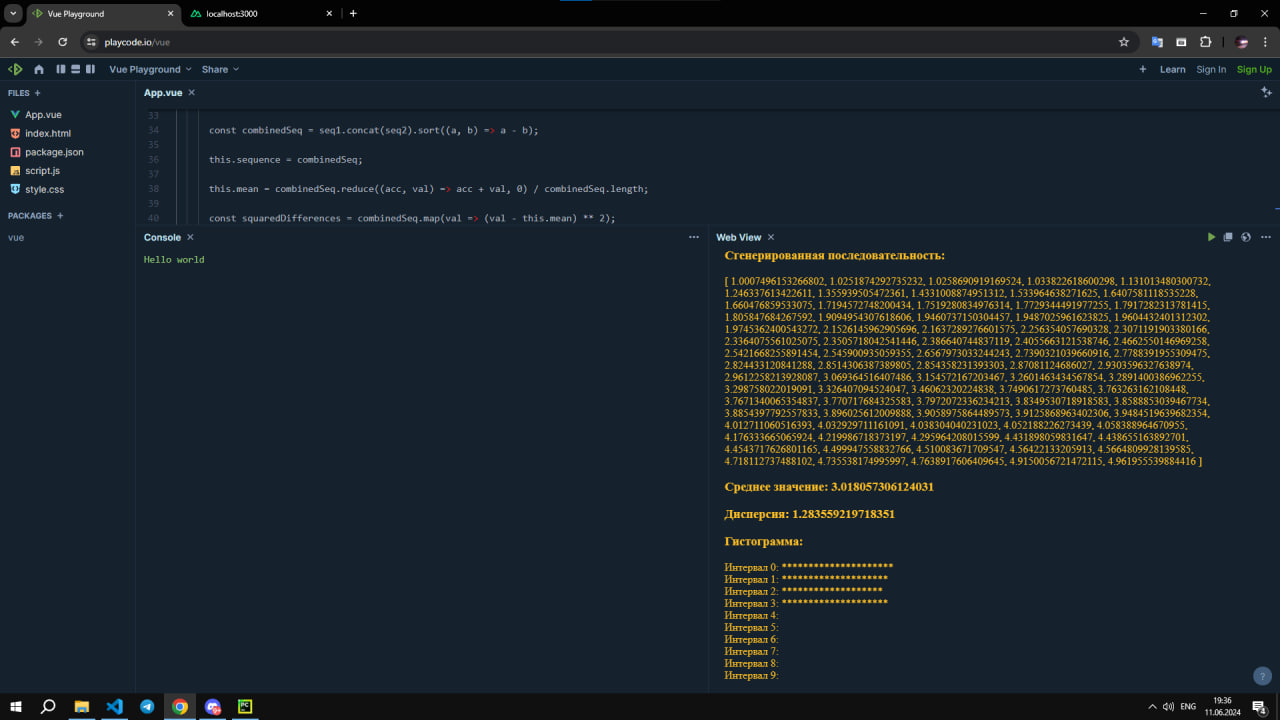 Vue Playground
localhost:3000
playcode.io/vue
Vue Playground
Share
Learn
Sign In
Sign Up
FILES +
App.vue
App.vue
index.html
package.json
script.js
style.css
PACKAGES +
vue
33
34 const combinedSeq = seq1.concat(seq2).sort((a, b) => a - b);
35
36 this.sequence = combinedSeq;
37
38 this.mean = combinedSeq.reduce((acc, val) => acc + val, 0) / combinedSeq.length;
39
40 const squaredDifferences = combinedSeq.map(val => (val - this.mean) ** 2);
Console
Hello world
Web View
Сгенерированная последовательность:
[ 1.0007496153266802, 1.0251874292735232, 1.0258690919169524, 1.033822618600298, 1.131013480300732,
1.246337613422611, 1.355939505472361, 1.4331008874951312, 1.533964638271625, 1.6407581118535228,
1.660476859533075, 1.7194572748200434, 1.7519280834976314, 1.7729344491977255, 1.7917282313781415,
1.805847684267592, 1.9094954307618606, 1.9460737150304457, 1.9487025961623825, 1.9604432401312302,
1.9745362400543272, 2.1526145962905696, 2.1637289276601575, 2.256354057690328, 2.3071191903380166,
2.3364075561025075, 2.3505718042541446, 2.386640744837119, 2.4055663121538746, 2.4662550146969258,
2.5421668255891454, 2.545900935059355, 2.6567973033244243, 2.7390321039660916, 2.7788391955309475,
2.824433120841288, 2.8514306387389805, 2.854358231393303, 2.87081124686027, 2.9303596327638974,
2.9612258213928087, 3.069364516407486, 3.154572167203467, 3.2601463434567854, 3.2891400386962255,
3.298758022019091, 3.326407094524047, 3.46062320224838, 3.7490617273760485, 3.763263162108448,
3.7671340065354837, 3.770717684325583, 3.7972072336234213, 3.8349530718918583, 3.8588853039467734,
3.8854397792557833, 3.896025612009888, 3.9058975864489573, 3.9125868963402306, 3.9484519639682354,
4.012711060516393, 4.032929711161091, 4.038304040231023, 4.052188226273439, 4.058388964670955,
4.176333665065924, 4.219986718373197, 4.295964208015599, 4.431898059831647, 4.438655163892701,
4.4543717626801165, 4.499947558832766, 4.510083671709547, 4.56422133205913, 4.5664809928139585,
4.718112737488102, 4.735538174995997, 4.7638917606409645, 4.9150056721472115, 4.961955539884416 ]
Среднее значение: 3.018057306124031
Дисперсия: 1.283559219718351
Гистограмма:
Интервал 0: *********************
Интервал 1: ********************
Интервал 2: *******************
Интервал 3: ********************
Интервал 4:
Интервал 5:
Интервал 6:
Интервал 7:
Интервал 8:
Интервал 9:
ENG
19:36
11.06.2024
4